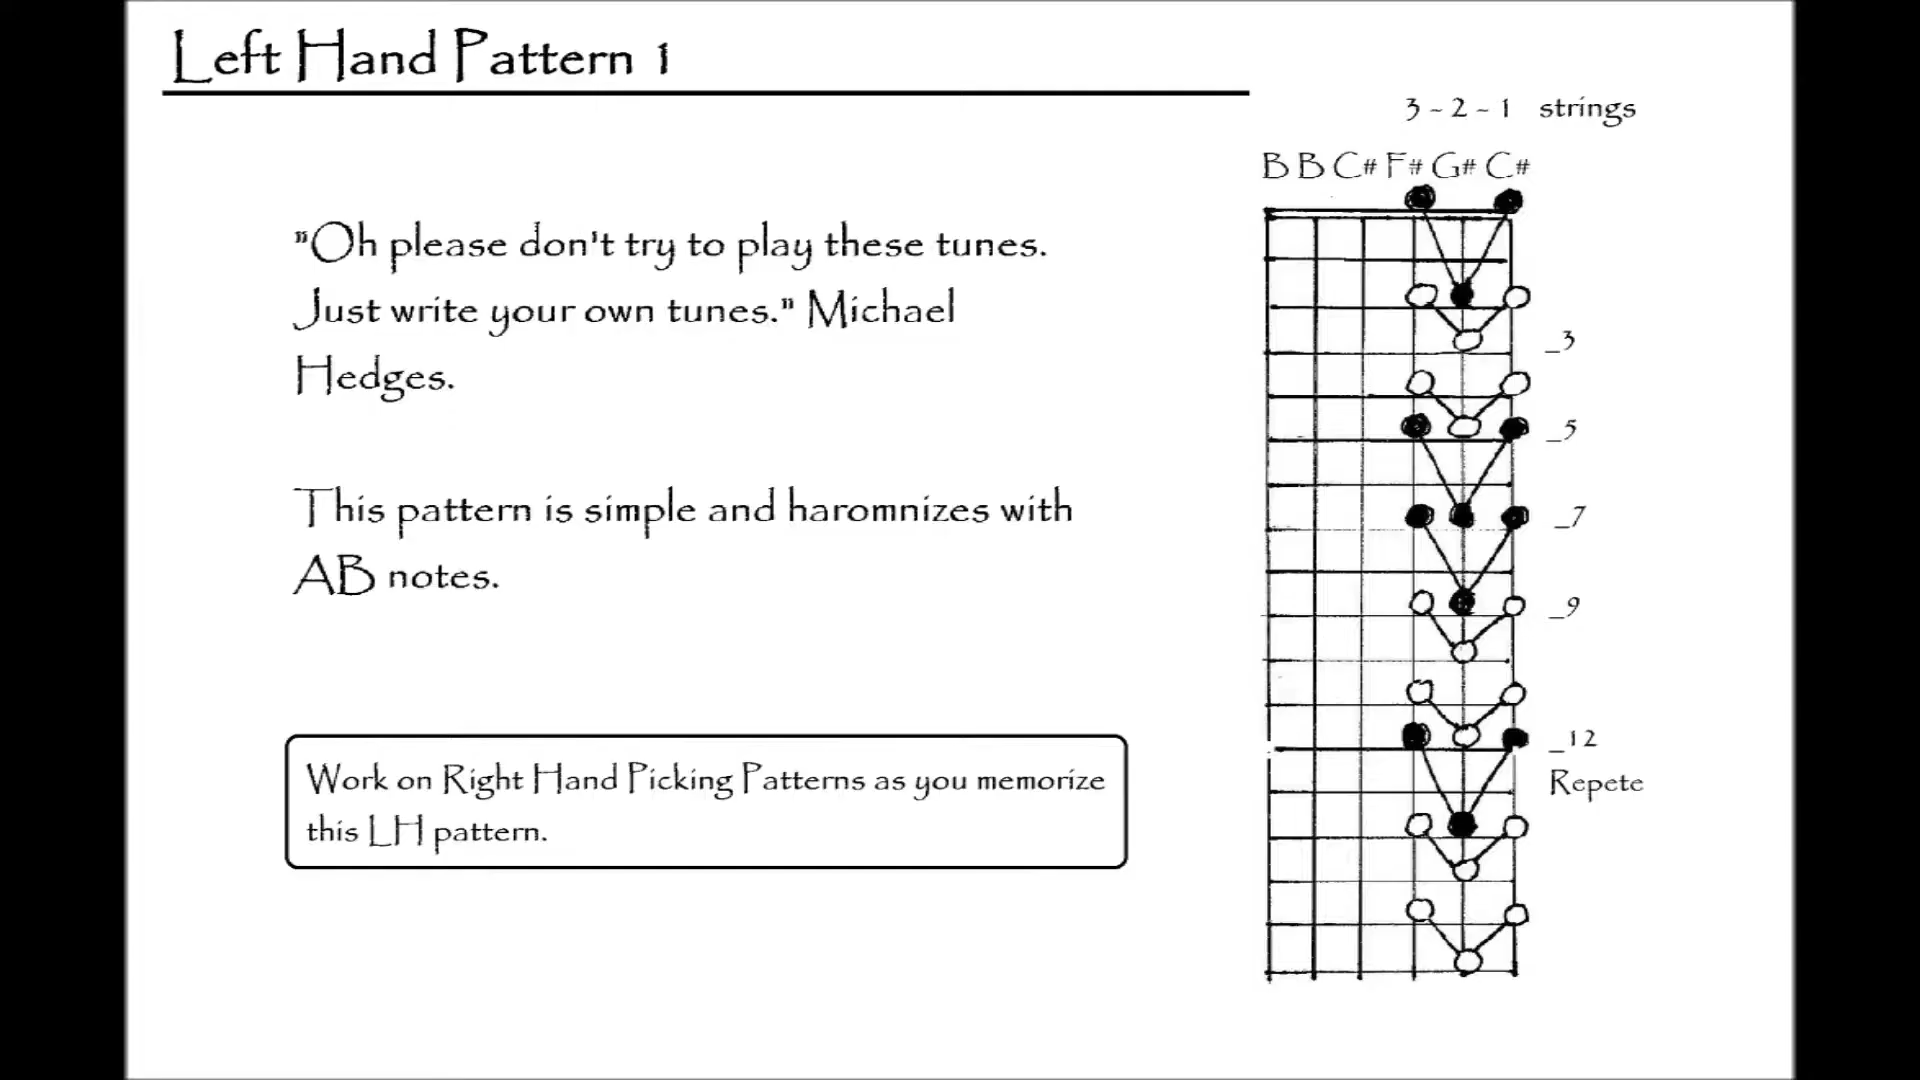 Left Hand Pattern 1
3 - 2 - 1 strings
B B C# F# G# C#
"Oh please don't try to play these tunes.
Just write your own tunes." Michael
Hedges.
_3
_5
This pattern is simple and haromnizes with
AB notes.
_7
_9
_12
Repete
Work on Right Hand Picking Patterns as you memorize
this LH pattern.